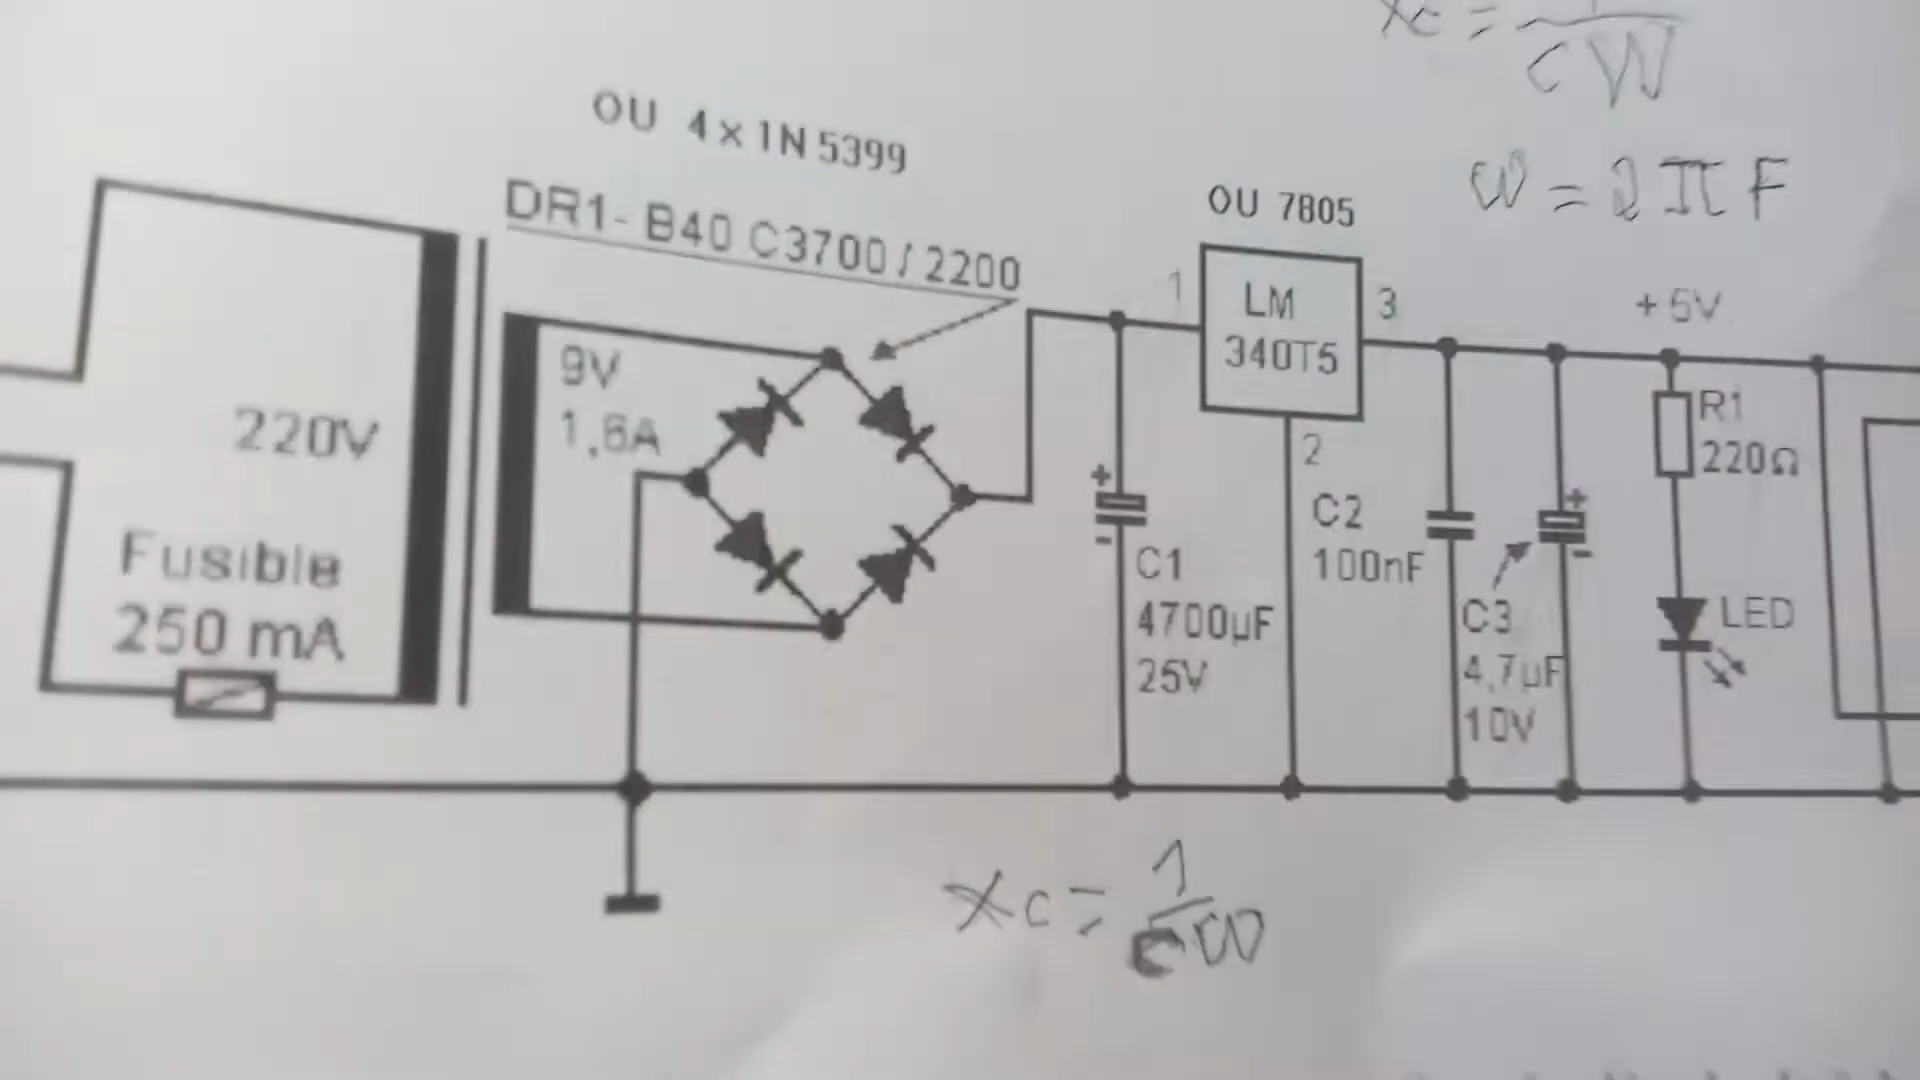 Xc = 1/CW
W = 2πF
OU 4 x 1N 5399
DR1- B40 C3700 / 2200
OU 7805
1
LM
340T5
3
2
+5V
220V
9V
1,6A
Fusible
250 mA
+
-
C1
4700µF
25V
C2
100nF
+
-
C3
4,7µF
10V
R1
220Ω
LED
Xc = 1/CW